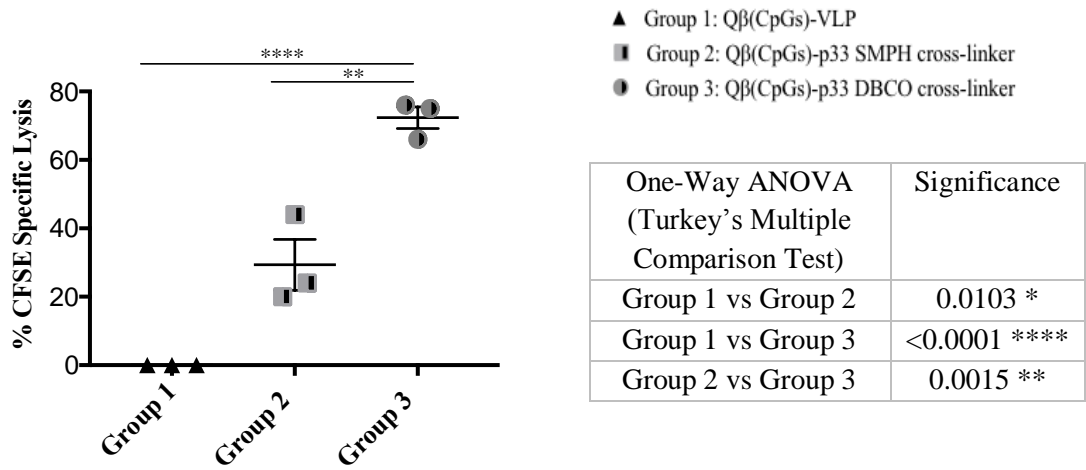 ****
**
% CFSE Specific Lysis
80
60
40
20
0
Group 1
Group 2
Group 3
Group 1: Qβ(CpGs)-VLP
Group 2: Qβ(CpGs)-p33 SMPH cross-linker
Group 3: Qβ(CpGs)-p33 DBCO cross-linker
One-Way ANOVA Significance
(Turkey’s Multiple
Comparison Test)
Group 1 vs Group 2 0.0103 *
Group 1 vs Group 3 <0.0001 ****
Group 2 vs Group 3 0.0015 **